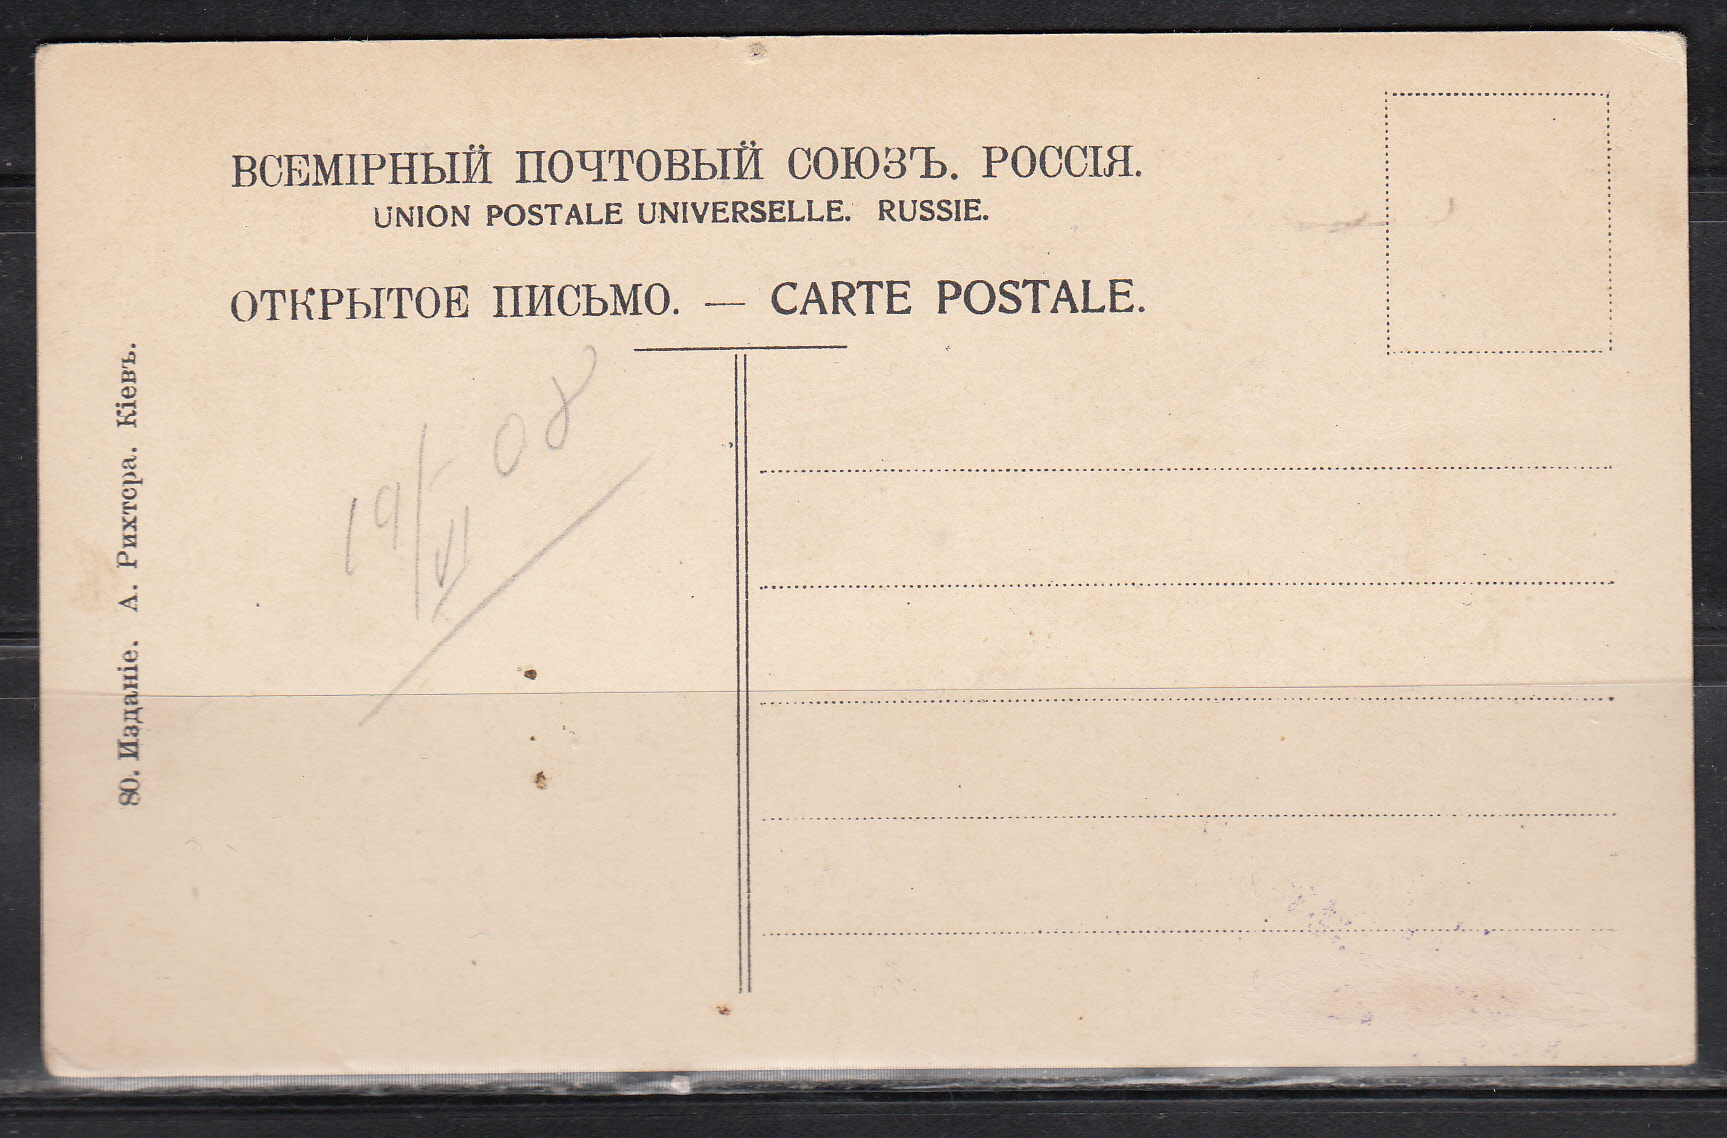 ВСЕМІРНЫЙ ПОЧТОВЫЙ СОЮЗЪ. РОССІЯ.
UNION POSTALE UNIVERSELLE. RUSSIE.
ОТКРЫТОЕ ПИСЬМО. — CARTE POSTALE.
19/VI 08
80. Изданіе. А. Рихтера. Кіевъ.